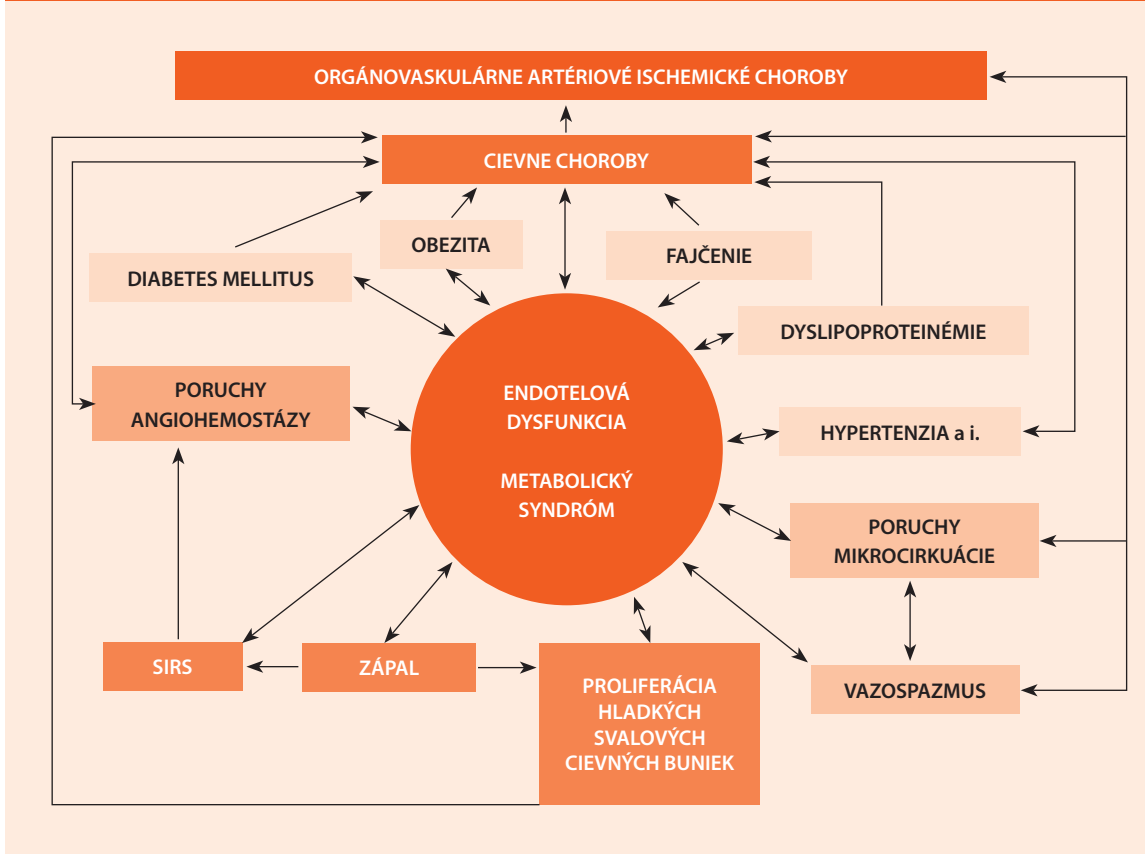 ORGÁNOVASKULÁRNE ARTÉRIOVÉ ISCHEMICKÉ CHOROBY
CIEVNE CHOROBY
OBEZITA
FAJČENIE
DIABETES MELLITUS
DYSLIPOPROTEINÉMIE
PORUCHY
ANGIOHEMOSTÁZY
ENDOTELOVÁ
DYSFUNKCIA
METABOLICKÝ
SYNDRÓM
HYPERTENZIA a i.
PORUCHY
MIKROCIRKUÁCIE
SIRS
ZÁPAL
PROLIFERÁCIA
HLADKÝCH
SVALOVÝCH
CIEVNÝCH BUNIEK
VAZOSPAZMUS